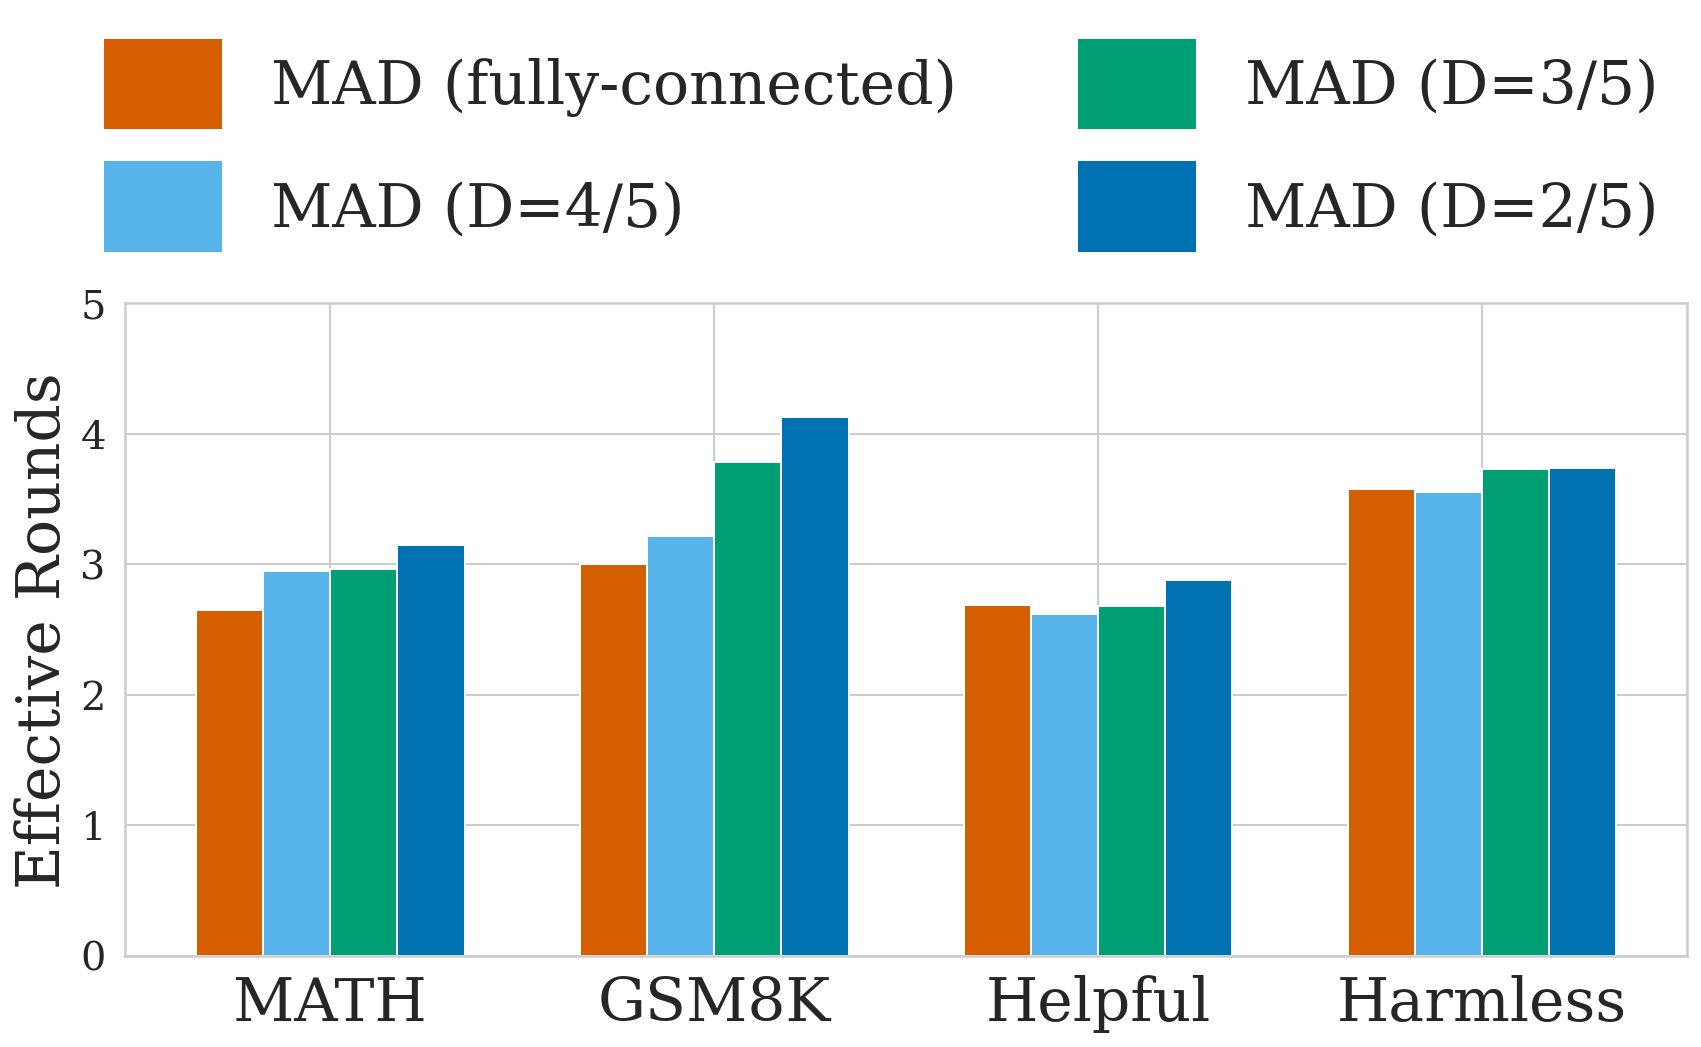 MAD (fully-connected)
MAD (D=3/5)
MAD (D=4/5)
MAD (D=2/5)
Effective Rounds
5
4
3
2
1
0
MATH
GSM8K
Helpful
Harmless